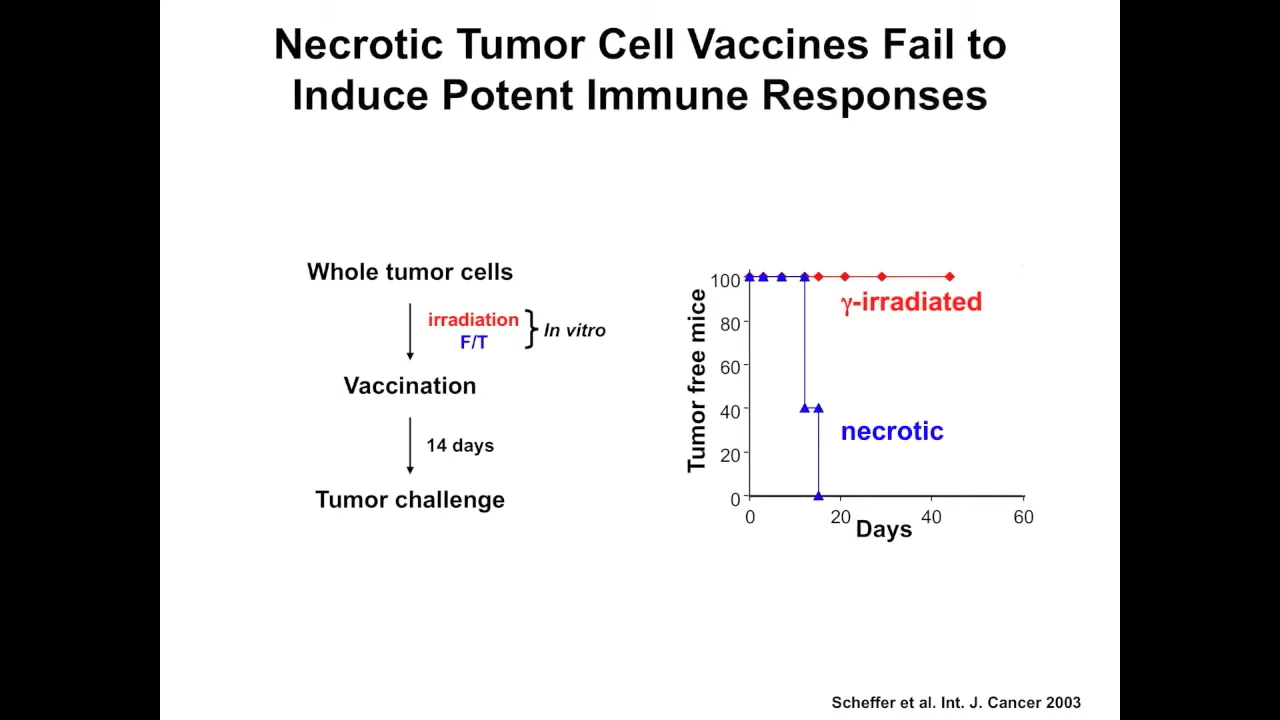 Necrotic Tumor Cell Vaccines Fail to
Induce Potent Immune Responses
Whole tumor cells
irradiation
F/T
In vitro
Vaccination
14 days
Tumor challenge
Tumor free mice
100
80
60
40
20
0
γ-irradiated
necrotic
0 20 40 60
Days
Scheffer et al. Int. J. Cancer 2003